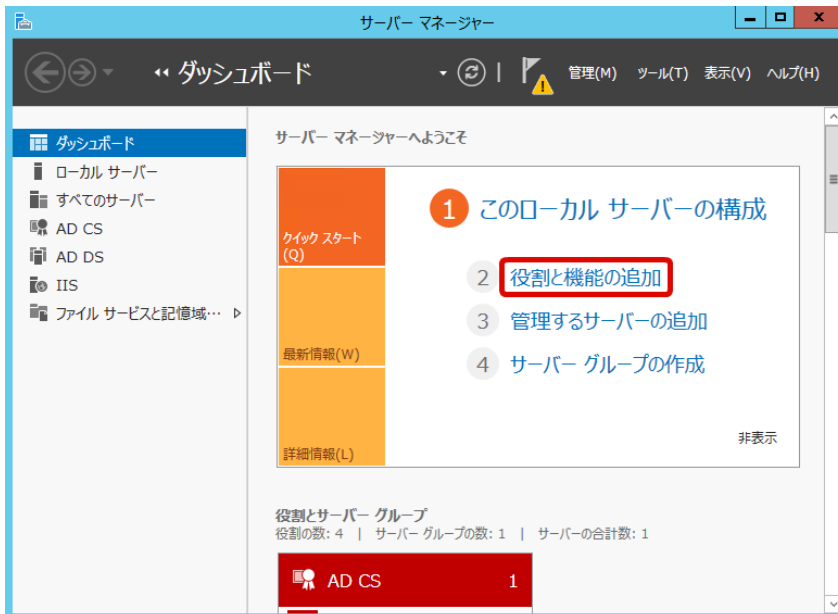 サーバー マネージャー
‹‹ ダッシュボード
管理(M) ツール(T) 表示(V) ヘルプ(H)
ダッシュボード
ローカル サーバー
すべてのサーバー
AD CS
AD DS
IIS
ファイル サービスと記憶域…
サーバー マネージャーへようこそ
クイック スタート
(Q)
最新情報(W)
詳細情報(L)
1 このローカル サーバーの構成
2 役割と機能の追加
3 管理するサーバーの追加
4 サーバー グループの作成
非表示
役割とサーバー グループ
役割の数: 4 | サーバー グループの数: 1 | サーバーの合計数: 1
AD CS 1